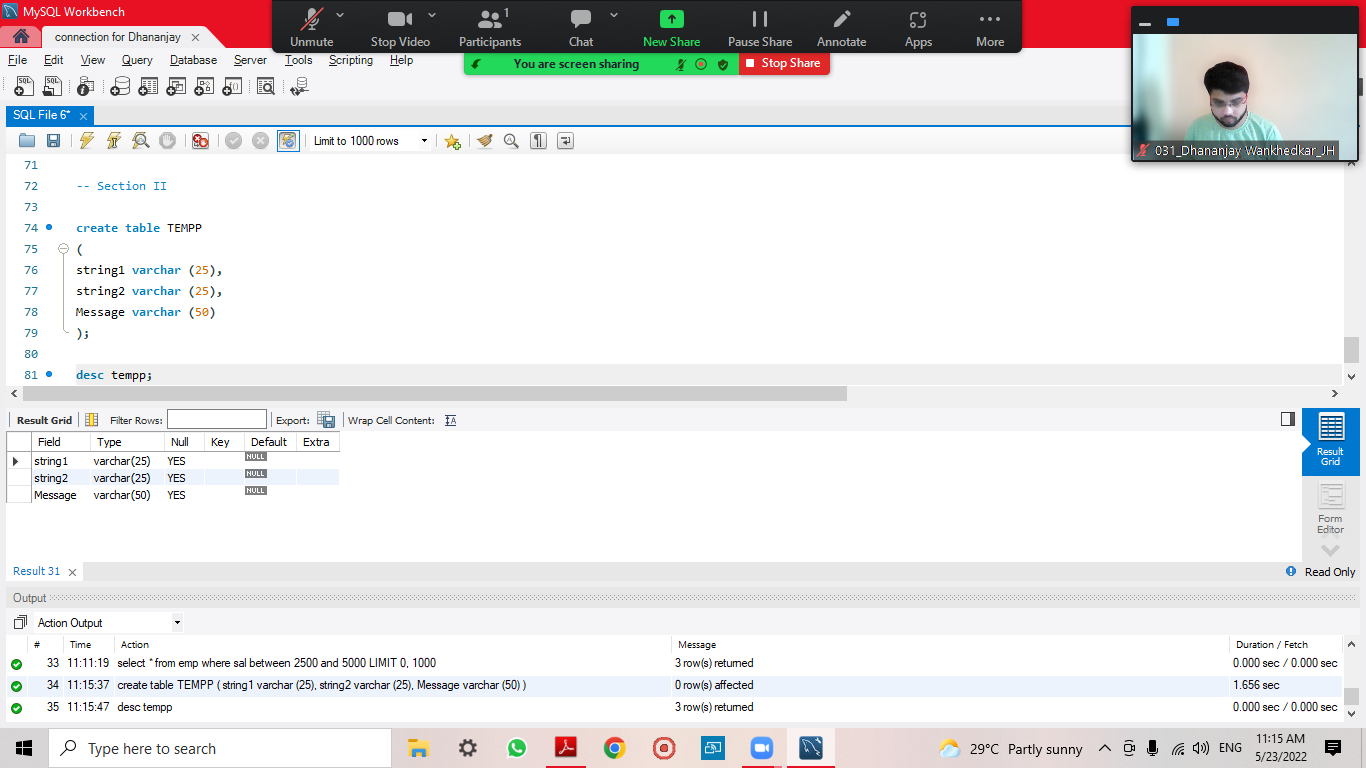 MySQL Workbench
connection for Dhananjay
Unmute
Stop Video
Participants
1
Chat
New Share
Pause Share
Annotate
Apps
More
File Edit View Query Database Server Tools Scripting Help
You are screen sharing
Stop Share
031_Dhananjay Wankhedkar_JH
SQL File 6*
Limit to 1000 rows
71
72 -- Section II
73
74 create table TEMPP
75 (
76 string1 varchar (25),
77 string2 varchar (25),
78 Message varchar (50)
79 );
80
81 desc tempp;
Result Grid Filter Rows: Export: Wrap Cell Content:
Field Type Null Key Default Extra
string1 varchar(25) YES NULL
string2 varchar(25) YES NULL
Message varchar(50) YES NULL
Result
Grid
Form
Editor
Result 31
Read Only
Output
Action Output
# Time Action Message Duration / Fetch
33 11:11:19 select * from emp where sal between 2500 and 5000 LIMIT 0, 1000 3 row(s) returned 0.000 sec / 0.000 sec
34 11:15:37 create table TEMPP ( string1 varchar (25), string2 varchar (25), Message varchar (50) ) 0 row(s) affected 1.656 sec
35 11:15:47 desc tempp 3 row(s) returned 0.000 sec / 0.000 sec
Type here to search
29°C Partly sunny
ENG
11:15 AM
5/23/2022